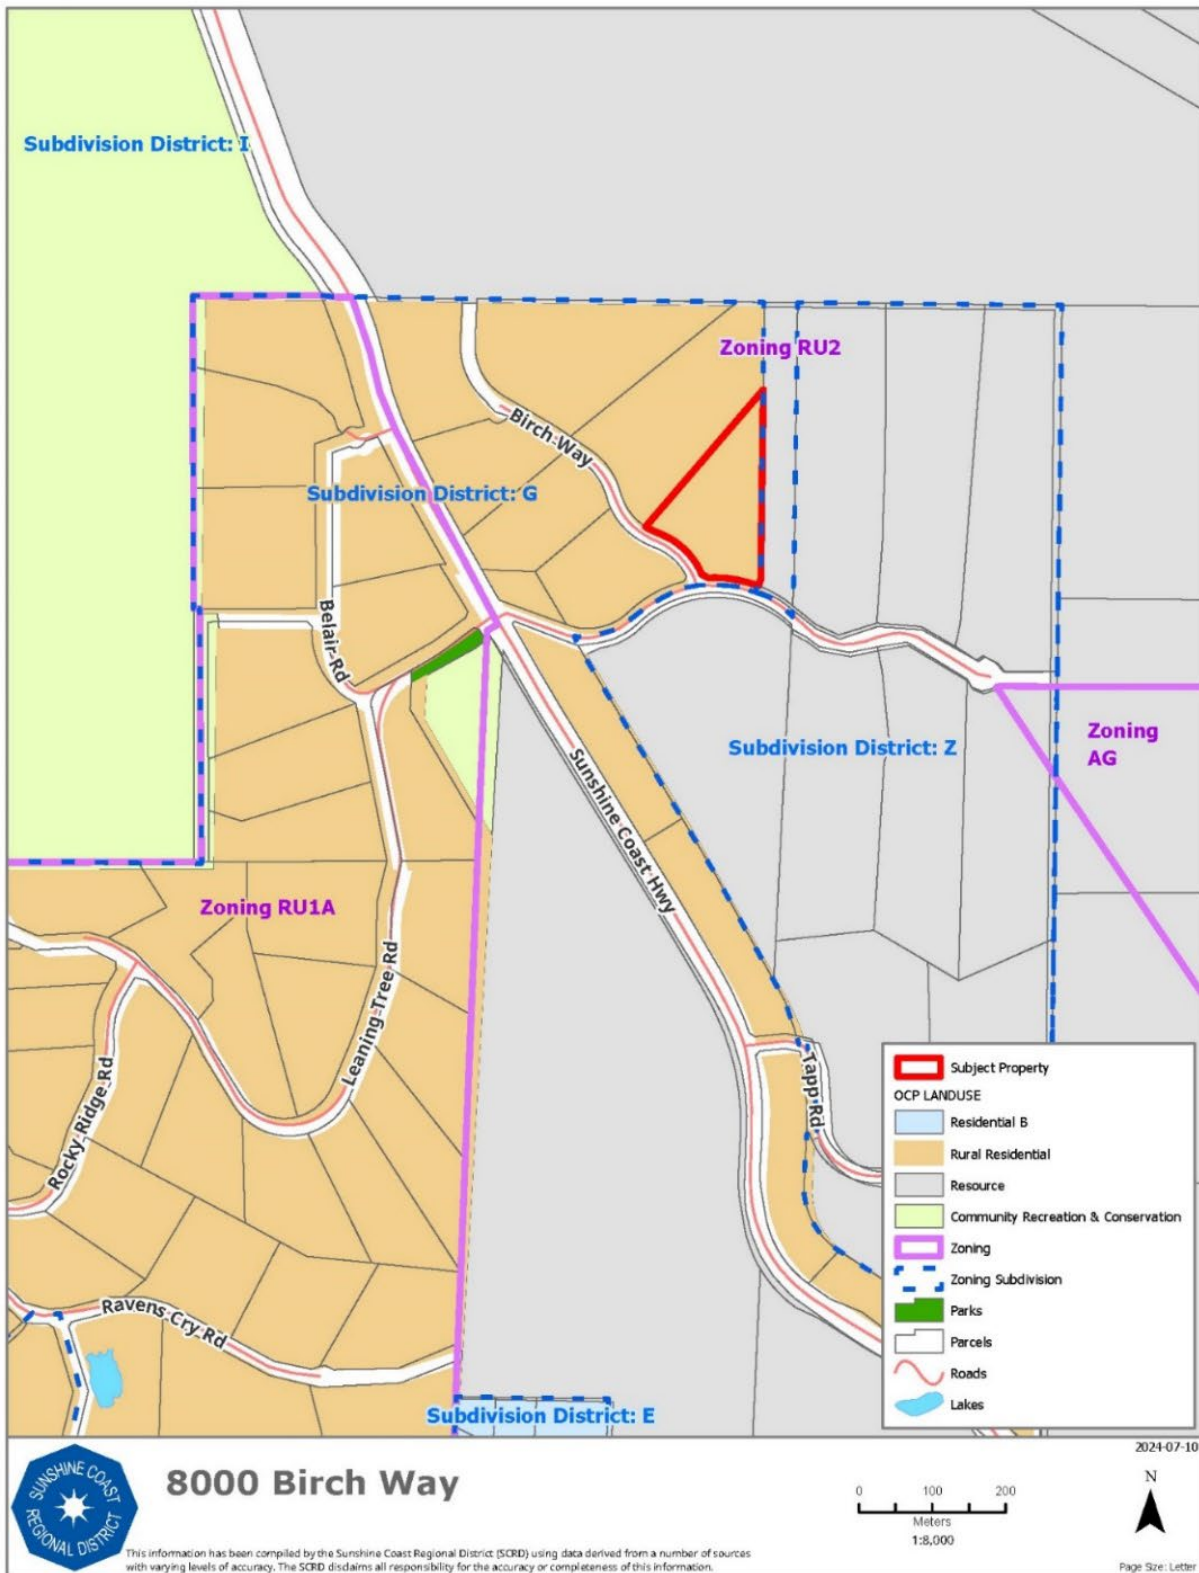 Subdivision District: I
Zoning RU2
Birch Way
Subdivision District: G
Belair Rd
Subdivision District: Z
Zoning
AG
Sunshine Coast Hwy
Zoning RU1A
Leaning Tree Rd
Rocky Ridge Rd
Tapp Rd
Ravens Cry Rd
Subdivision District: E
Subject Property
OCP LANDUSE
Residential B
Rural Residential
Resource
Community Recreation & Conservation
Zoning
Zoning Subdivision
Parks
Parcels
Roads
Lakes
2024-07-10
SUNSHINE COAST
REGIONAL DISTRICT
8000 Birch Way
N
0 100 200
Meters
1:8,000
This information has been compiled by the Sunshine Coast Regional District (SCRD) using data derived from a number of sources
with varying levels of accuracy. The SCRD disclaims all responsibility for the accuracy or completeness of this information.
Page Size: Letter